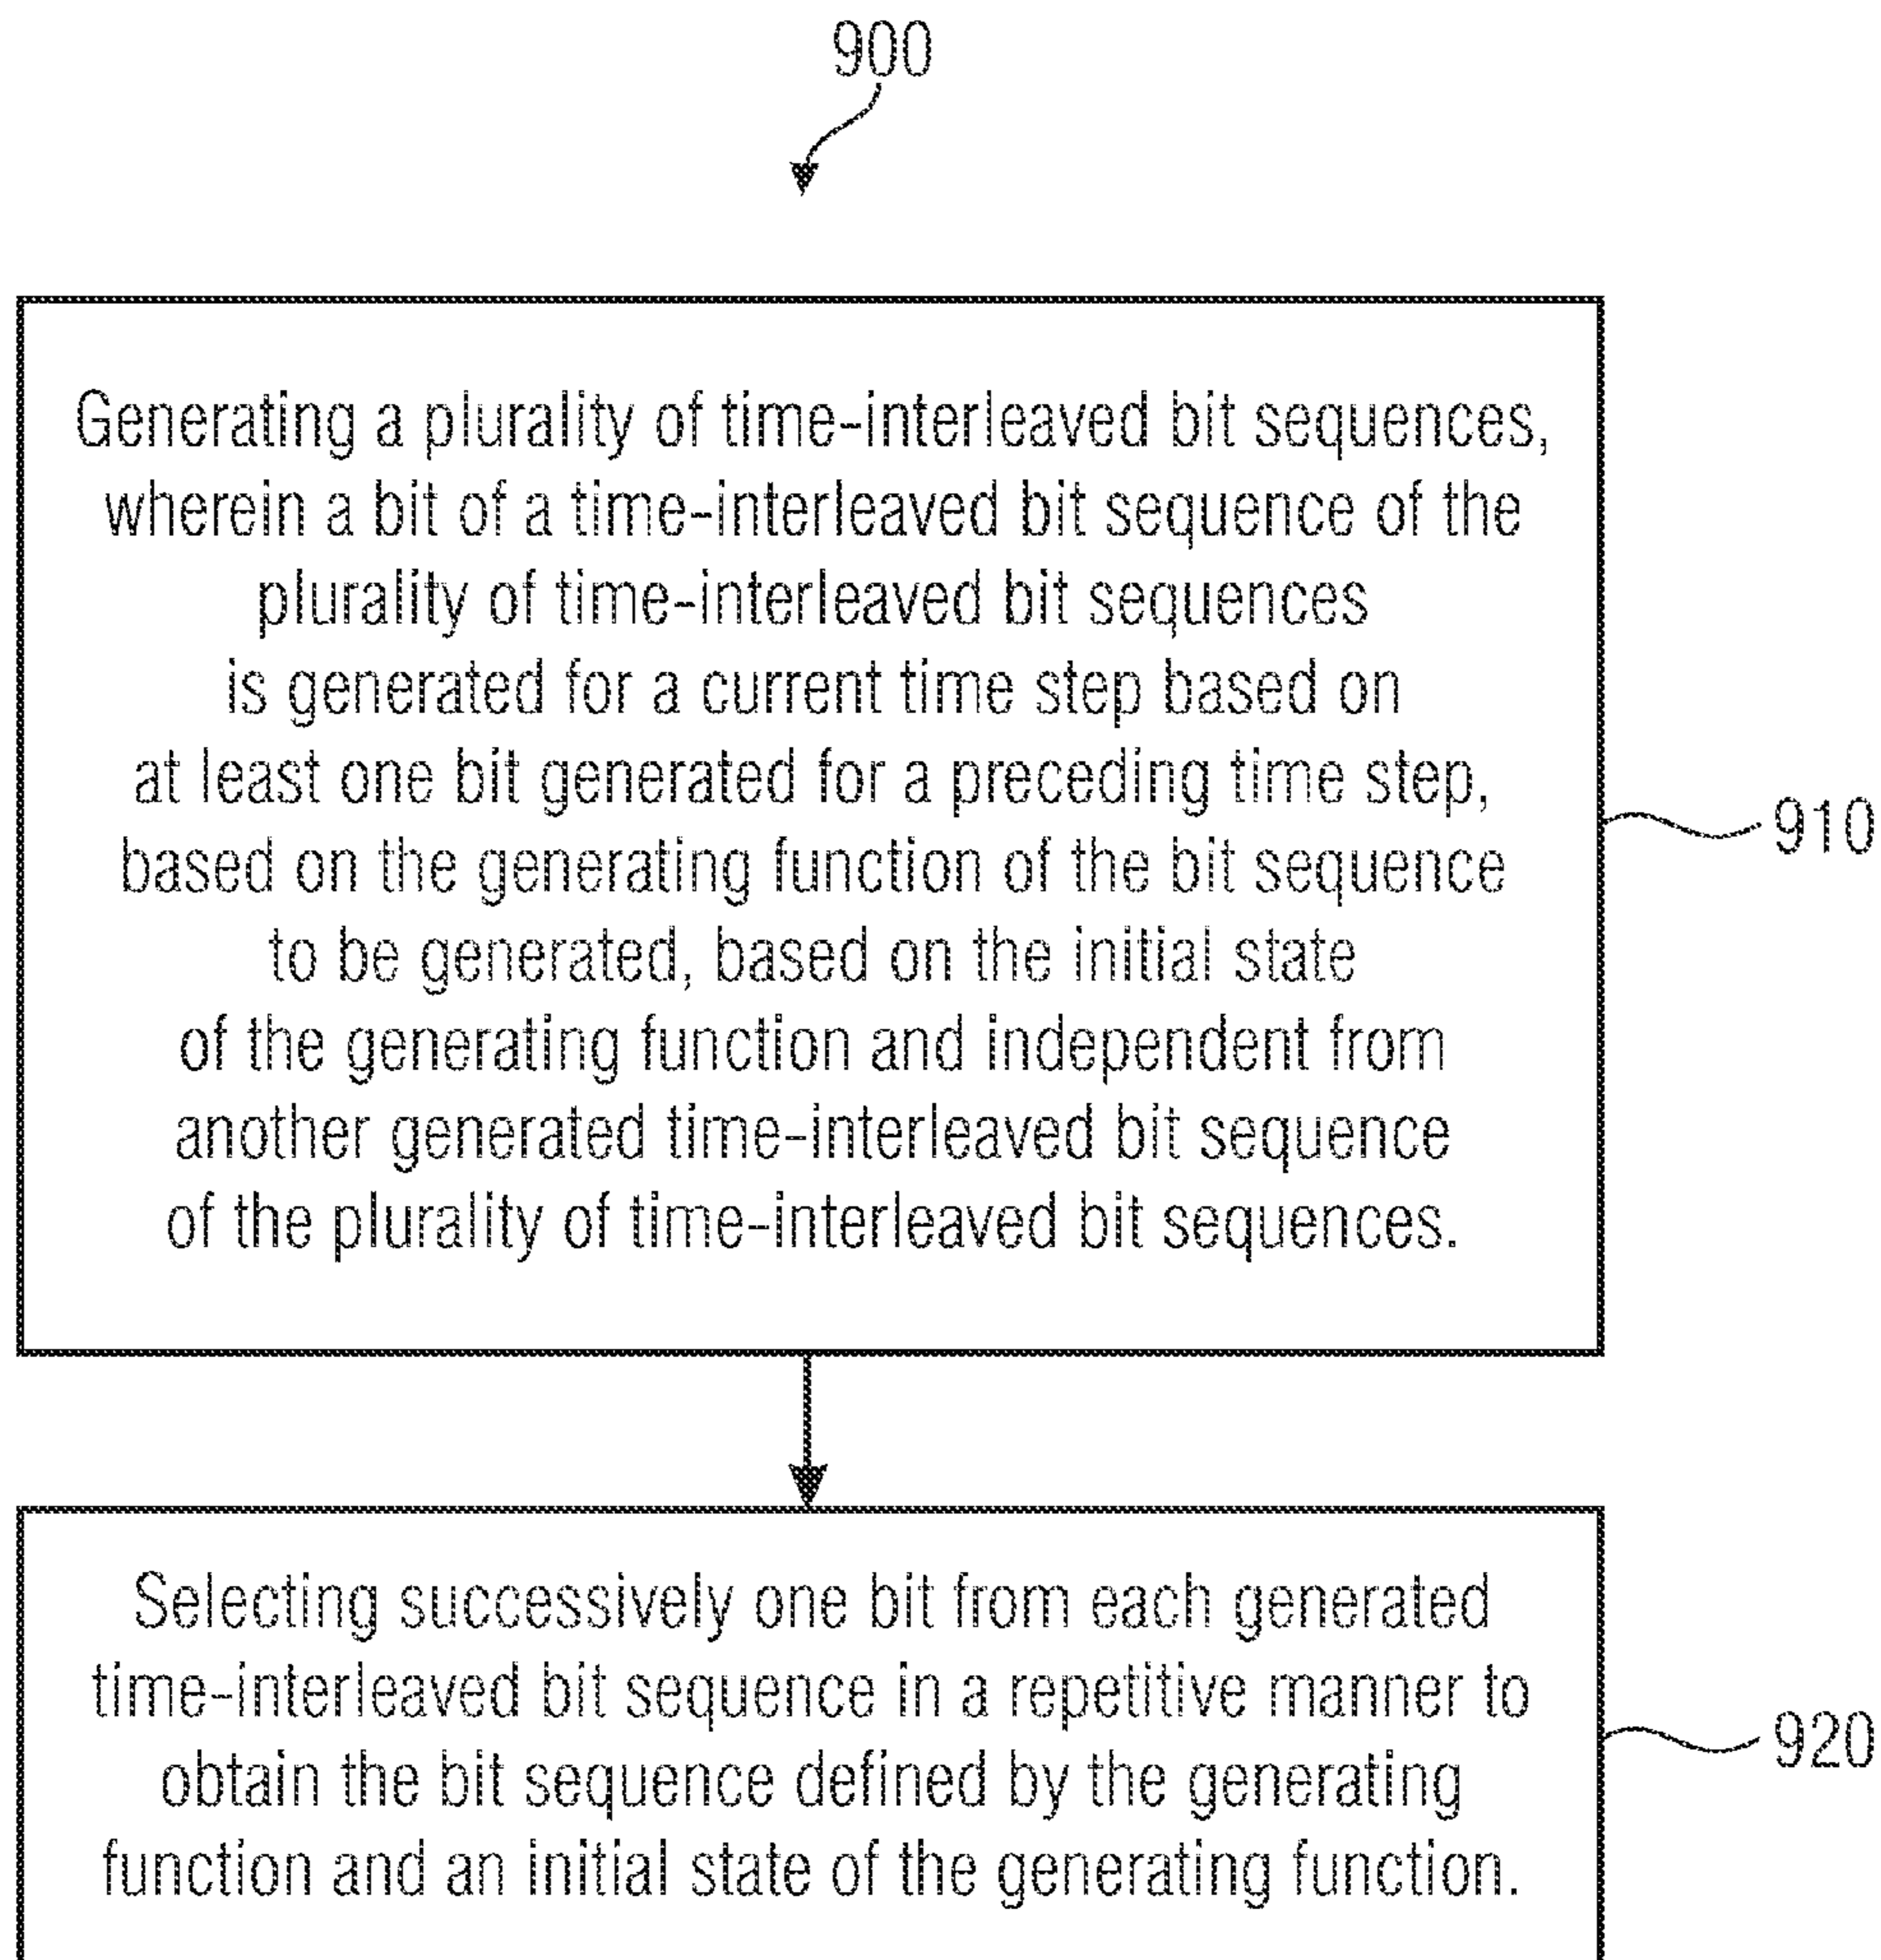 900
Generating a plurality of time-interleaved bit sequences,
wherein a bit of a time-interleaved bit sequence of the
plurality of time-interleaved bit sequences
is generated for a current time step based on
at least one bit generated for a preceding time step,
based on the generating function of the bit sequence
to be generated, based on the initial state
of the generating function and independent from
another generated time-interleaved bit sequence
of the plurality of time-interleaved bit sequences.
910
Selecting successively one bit from each generated
time-interleaved bit sequence in a repetitive manner to
obtain the bit sequence defined by the generating
function and an initial state of the generating function.
920